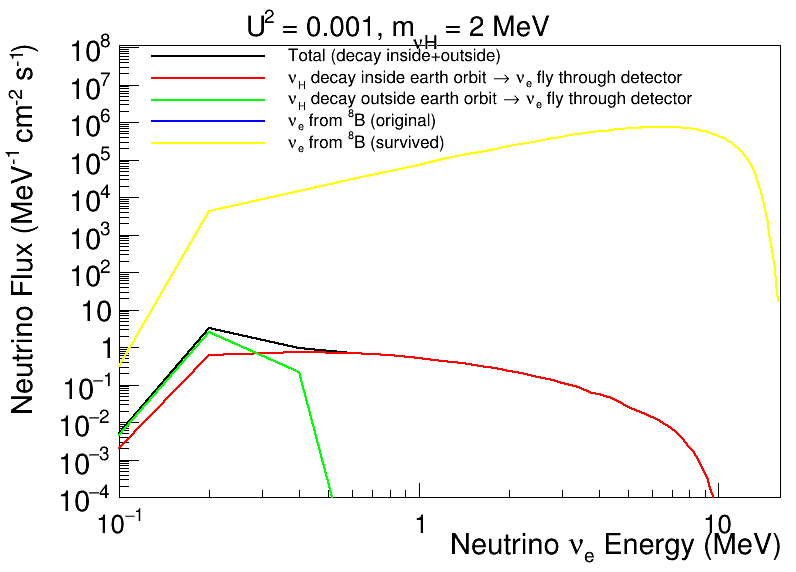 U² = 0.001, m_νH = 2 MeV
Total (decay inside+outside)
ν_H decay inside earth orbit → ν_e fly through detector
ν_H decay outside earth orbit → ν_e fly through detector
ν_e from ⁸B (original)
ν_e from ⁸B (survived)
Neutrino Flux (MeV⁻¹ cm⁻² s⁻¹)
10⁸
10⁷
10⁶
10⁵
10⁴
10³
10²
10
1
10⁻¹
10⁻²
10⁻³
10⁻⁴
10⁻¹ 1 10
Neutrino ν_e Energy (MeV)